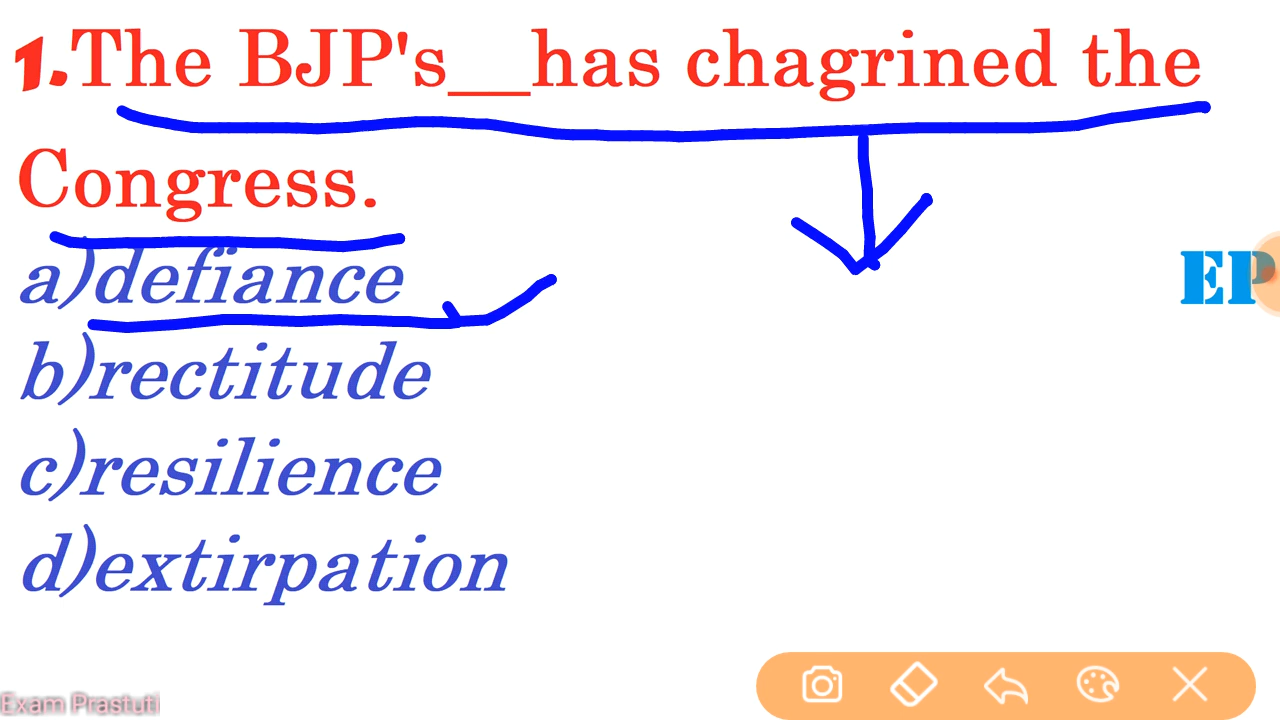 1.The BJP's__has chagrined the
Congress.
a)defiance
EP
b)rectitude
c)resilience
d)extirpation
Exam Prastuti